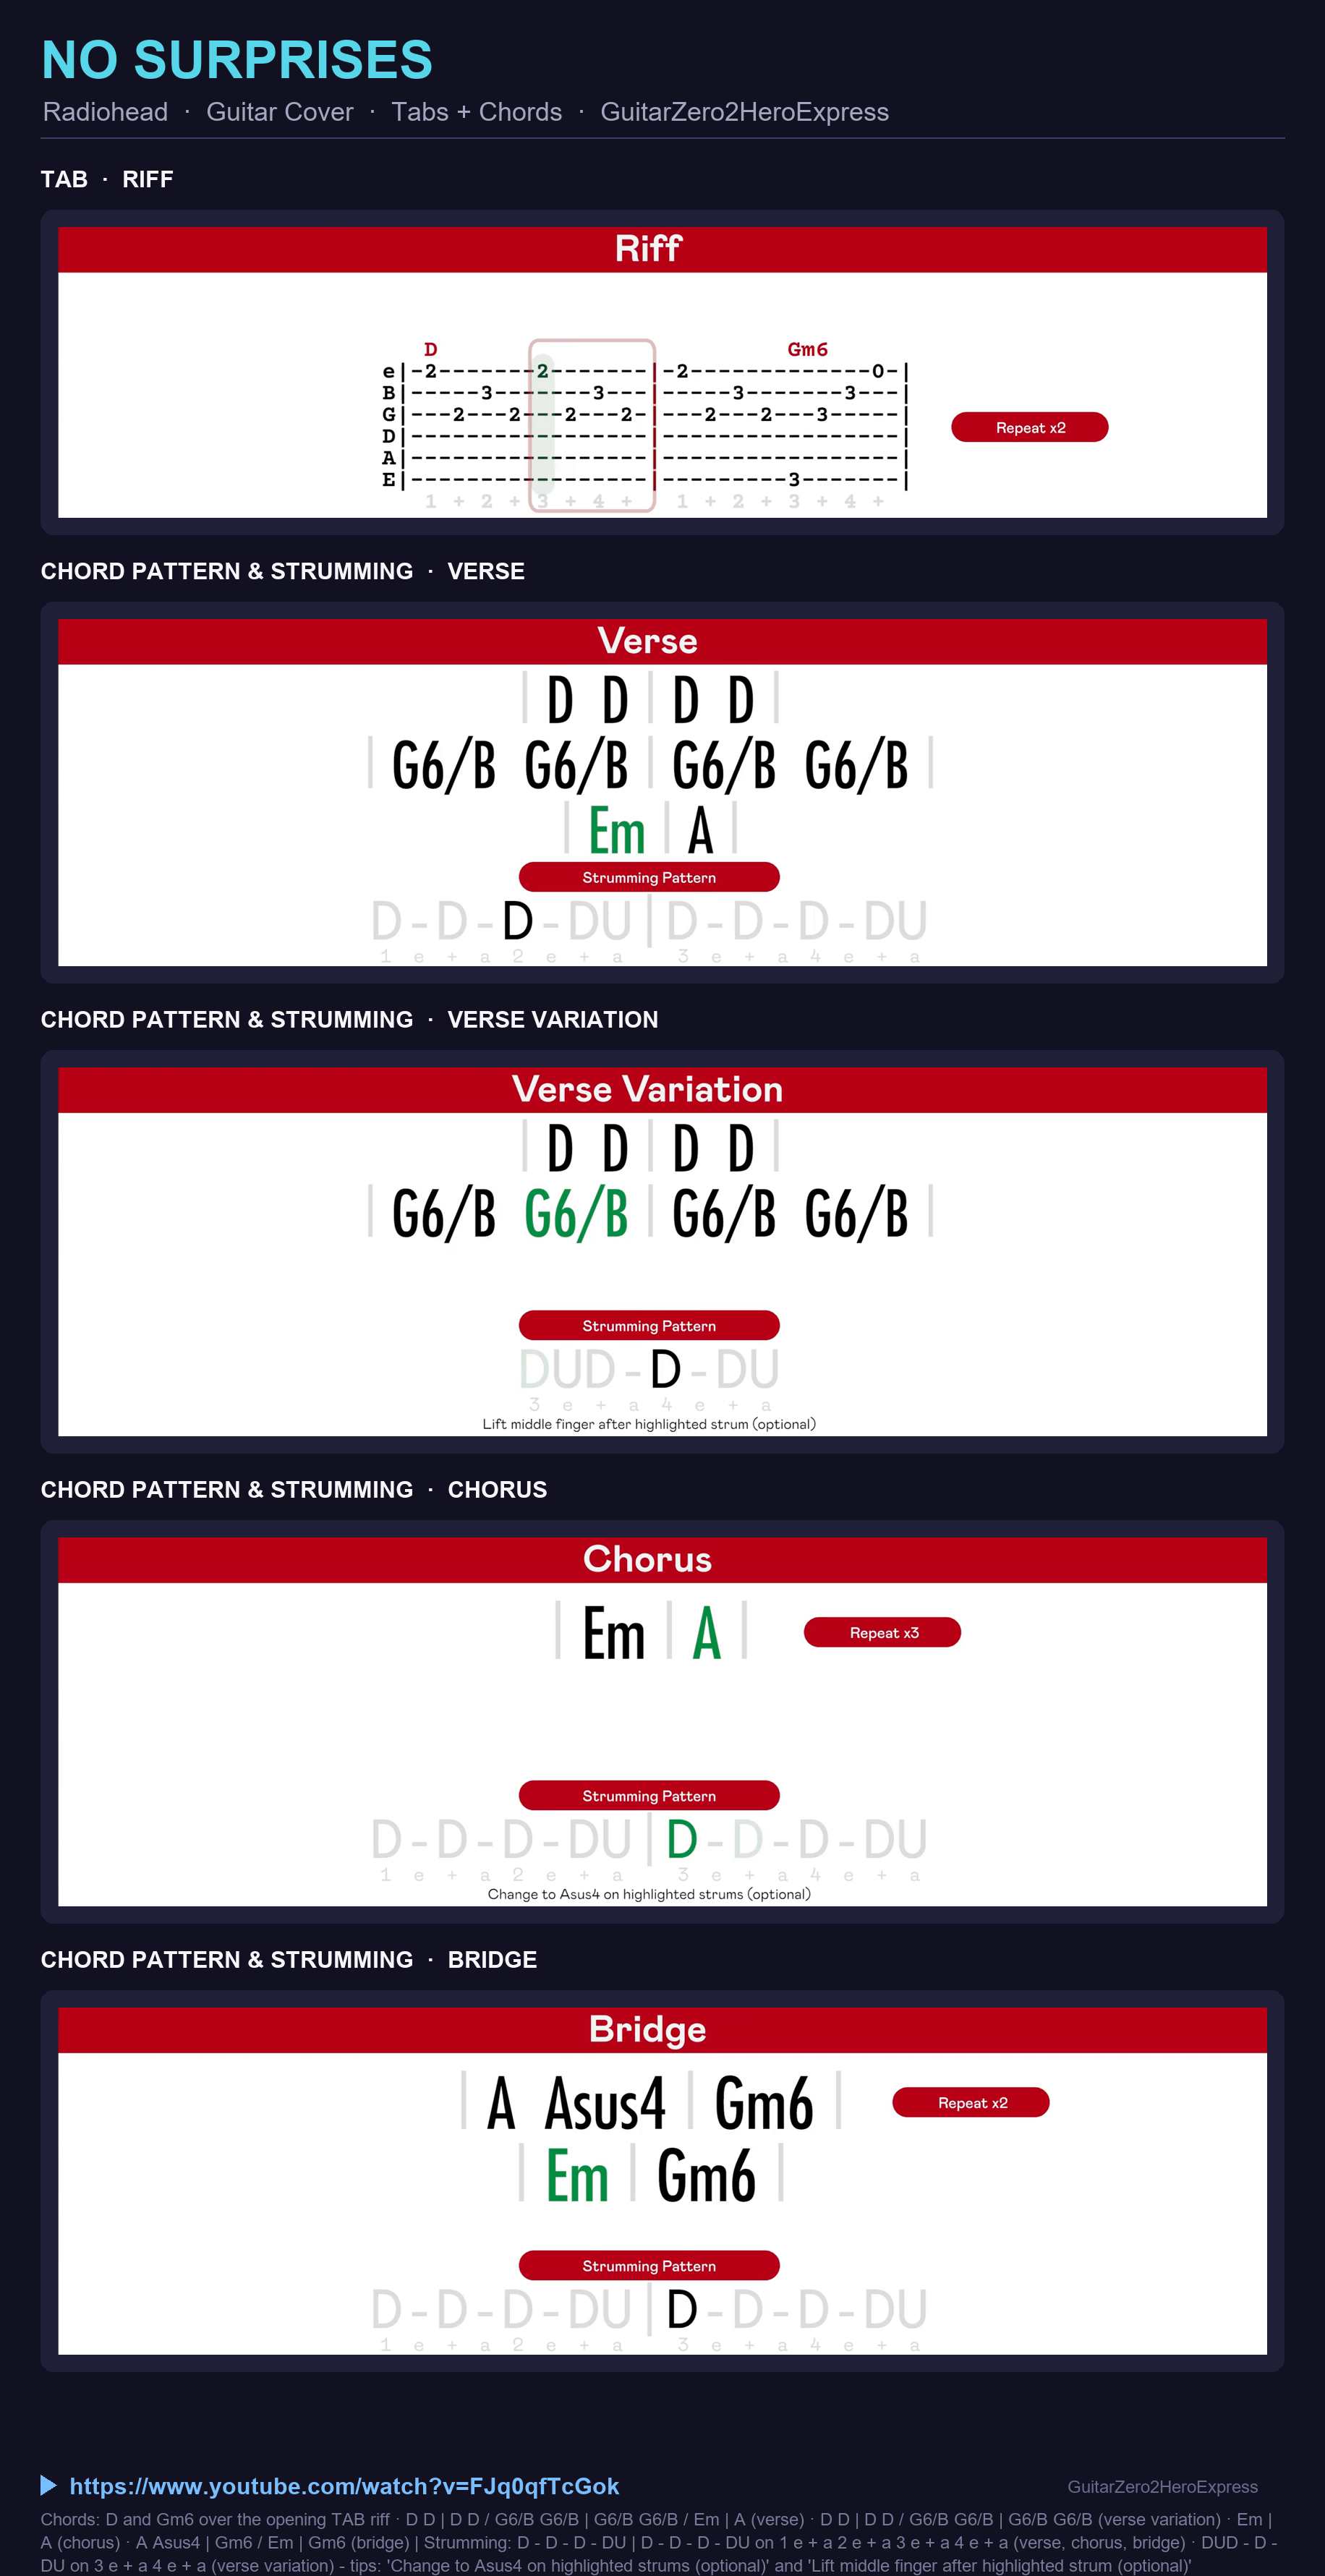 NO SURPRISES
Radiohead · Guitar Cover · Tabs + Chords · GuitarZero2HeroExpress
TAB · RIFF
Riff
D Gm6
e|-2-------2-------|-2-------------0-|
B|-----3-------3---|-----3-------3---|
G|---2---2---2---2-|---2---2---3-----|
D|-----------------|-----------------|
A|-----------------|-----------------|
E|-----------------|---------3-------|
1 + 2 + 3 + 4 + 1 + 2 + 3 + 4 +
Repeat x2
CHORD PATTERN & STRUMMING · VERSE
Verse
| D D | D D |
| G6/B G6/B | G6/B G6/B |
| Em | A |
Strumming Pattern
D-D-D-DU|D-D-D-DU
1 e + a 2 e + a 3 e + a 4 e + a
CHORD PATTERN & STRUMMING · VERSE VARIATION
Verse Variation
| D D | D D |
| G6/B G6/B | G6/B G6/B |
Strumming Pattern
DUD-D-DU
3 e + a 4 e + a
Lift middle finger after highlighted strum (optional)
CHORD PATTERN & STRUMMING · CHORUS
Chorus
| Em | A |
Repeat x3
Strumming Pattern
D-D-D-DU|D-D-D-DU
1 e + a 2 e + a 3 e + a 4 e + a
Change to Asus4 on highlighted strums (optional)
CHORD PATTERN & STRUMMING · BRIDGE
Bridge
| A Asus4 | Gm6 |
Repeat x2
| Em | Gm6 |
Strumming Pattern
D-D-D-DU|D-D-D-DU
1 e + a 2 e + a 3 e + a 4 e + a
https://www.youtube.com/watch?v=FJq0qfTcGok
GuitarZero2HeroExpress
Chords: D and Gm6 over the opening TAB riff · D D | D D / G6/B G6/B | G6/B G6/B / Em | A (verse) · D D | D D / G6/B G6/B | G6/B G6/B (verse variation) · Em |
A (chorus) · A Asus4 | Gm6 / Em | Gm6 (bridge) | Strumming: D - D - D - DU | D - D - D - DU on 1 e + a 2 e + a 3 e + a 4 e + a (verse, chorus, bridge) · DUD - D -
DU on 3 e + a 4 e + a (verse variation) - tips: 'Change to Asus4 on highlighted strums (optional)' and 'Lift middle finger after highlighted strum (optional)'